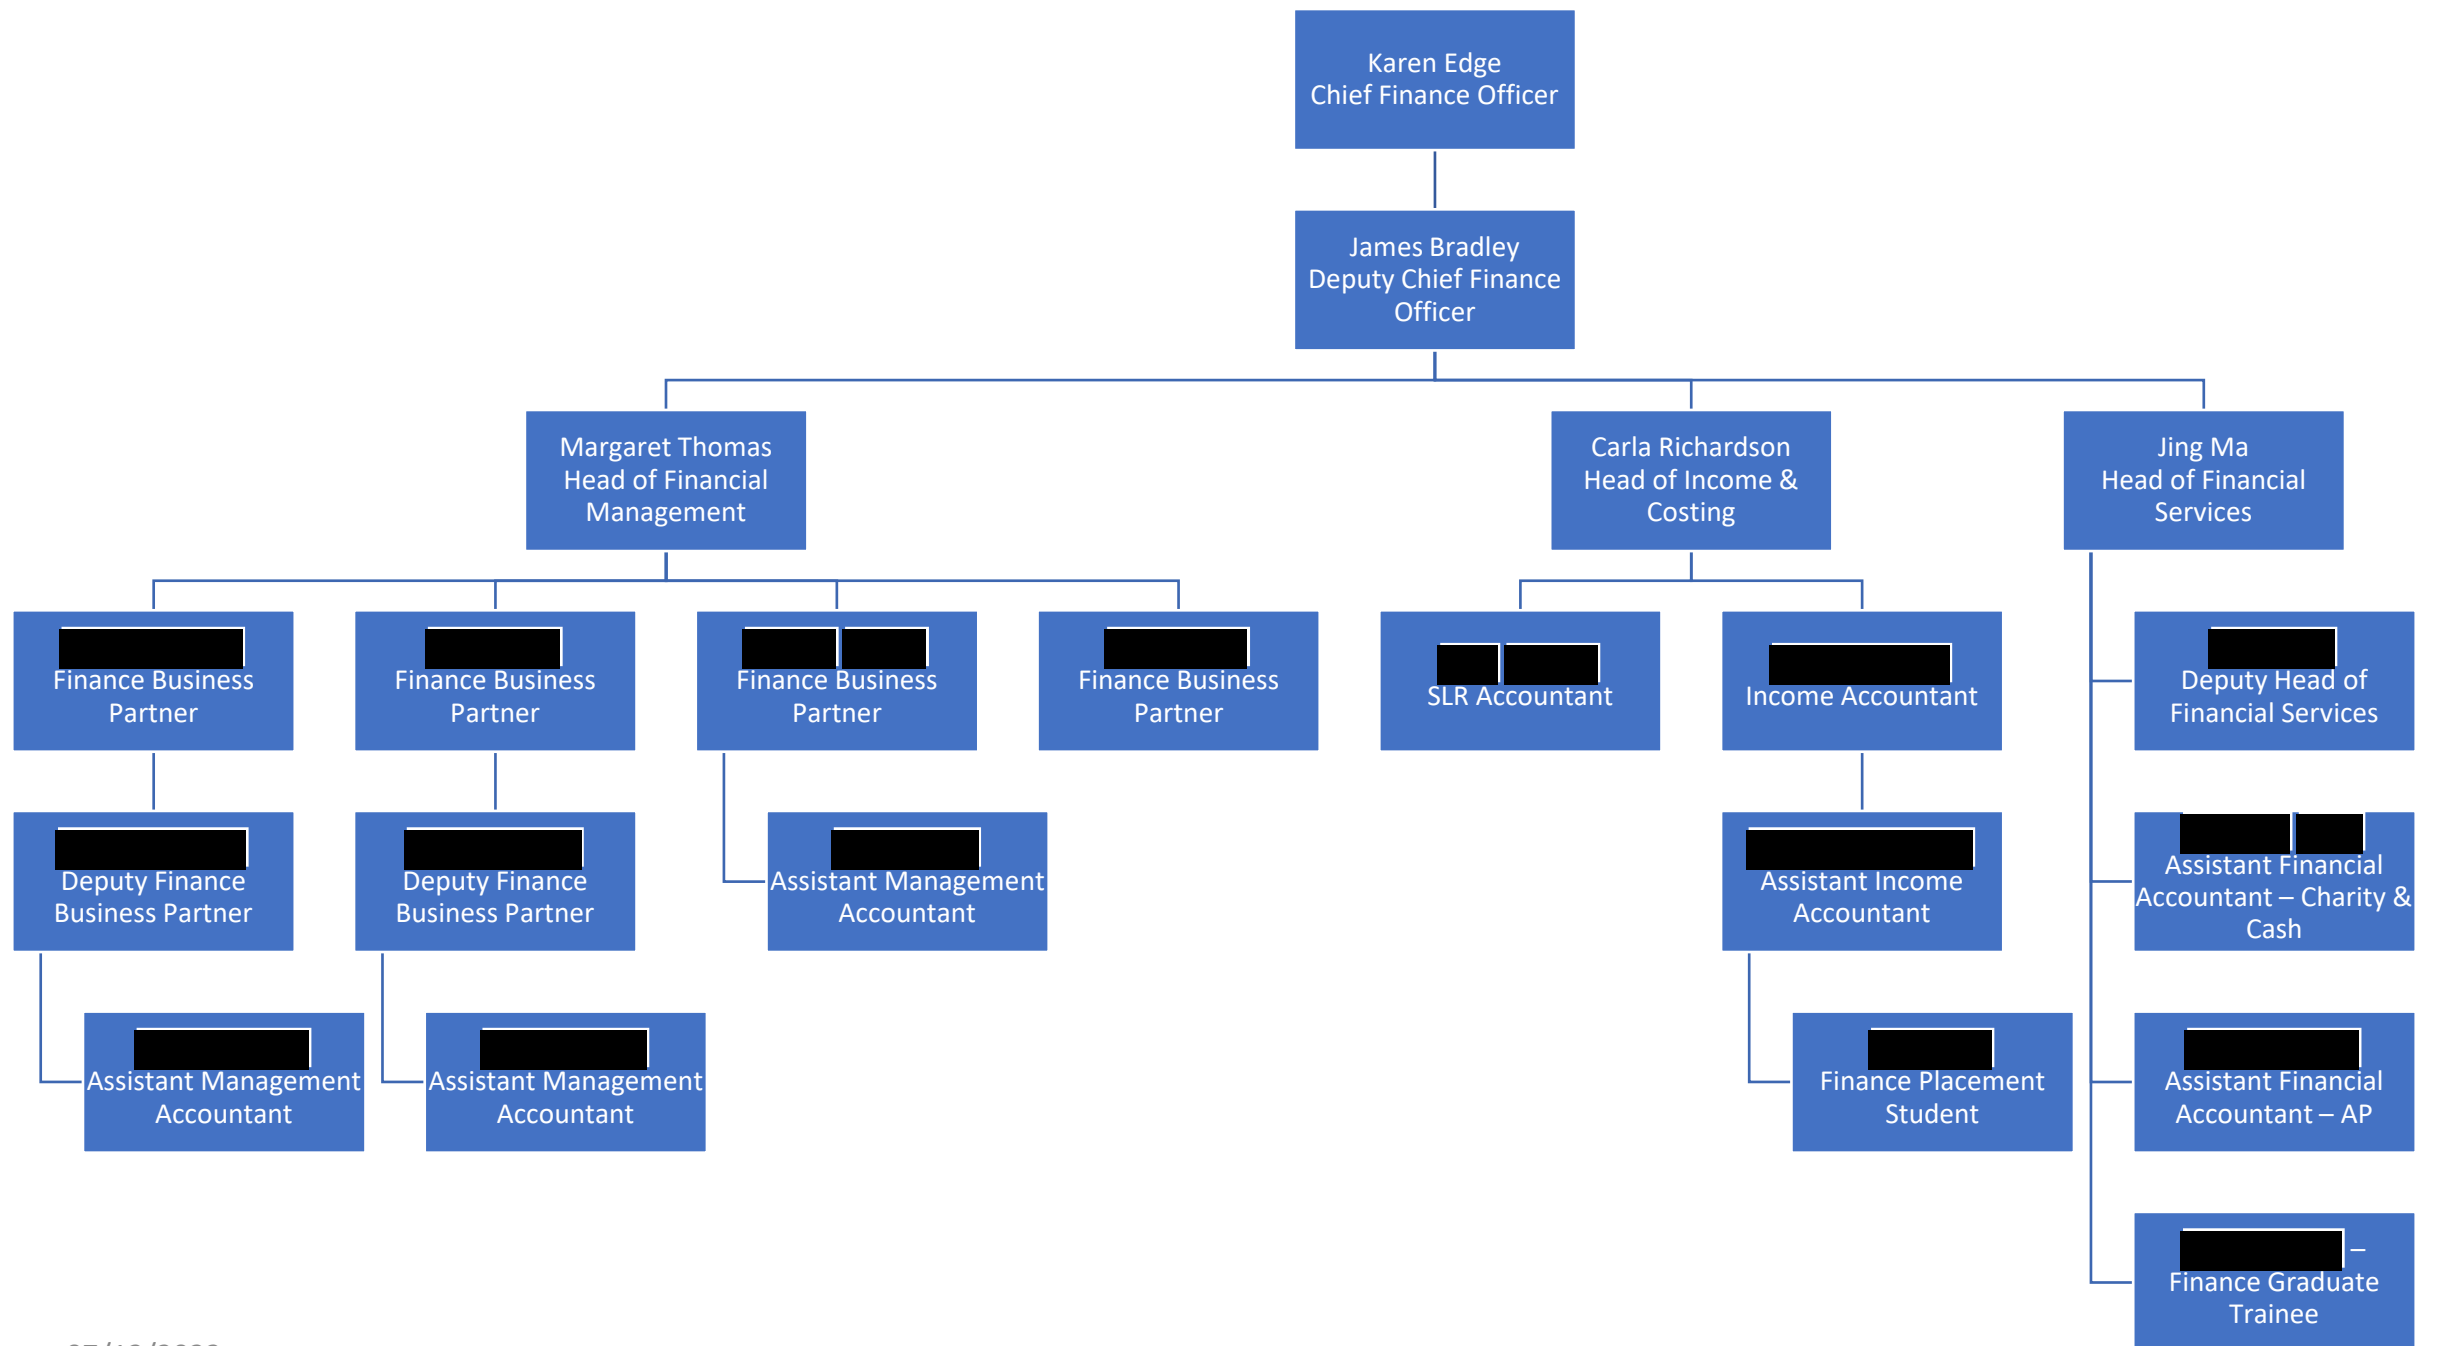 Karen Edge
Chief Finance Officer
James Bradley
Deputy Chief Finance
Officer
Margaret Thomas
Head of Financial
Management
Carla Richardson
Head of Income &
Costing
Jing Ma
Head of Financial
Services
Finance Business
Partner
Finance Business
Partner
Finance Business
Partner
Finance Business
Partner
SLR Accountant
Income Accountant
Deputy Head of
Financial Services
Deputy Finance
Business Partner
Deputy Finance
Business Partner
Assistant Management
Accountant
Assistant Income
Accountant
Assistant Financial
Accountant – Charity &
Cash
Assistant Management
Accountant
Assistant Management
Accountant
Finance Placement
Student
Assistant Financial
Accountant – AP
–
Finance Graduate
Trainee